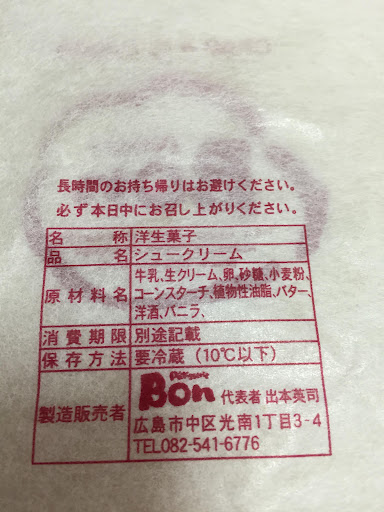 長時間のお持ち帰りはお避けください。
必ず本日中にお召し上がりください。
名称 洋生菓子
品名 シュークリーム
原材料名 牛乳、生クリーム、卵、砂糖、小麦粉、
コーンスターチ、植物性油脂、バター、
洋酒、バニラ、
消費期限 別途記載
保存方法 要冷蔵（10℃以下）
製造販売者 Pâtisserie
Bon 代表者 出本英司
広島市中区光南1丁目3-4
TEL082-541-6776